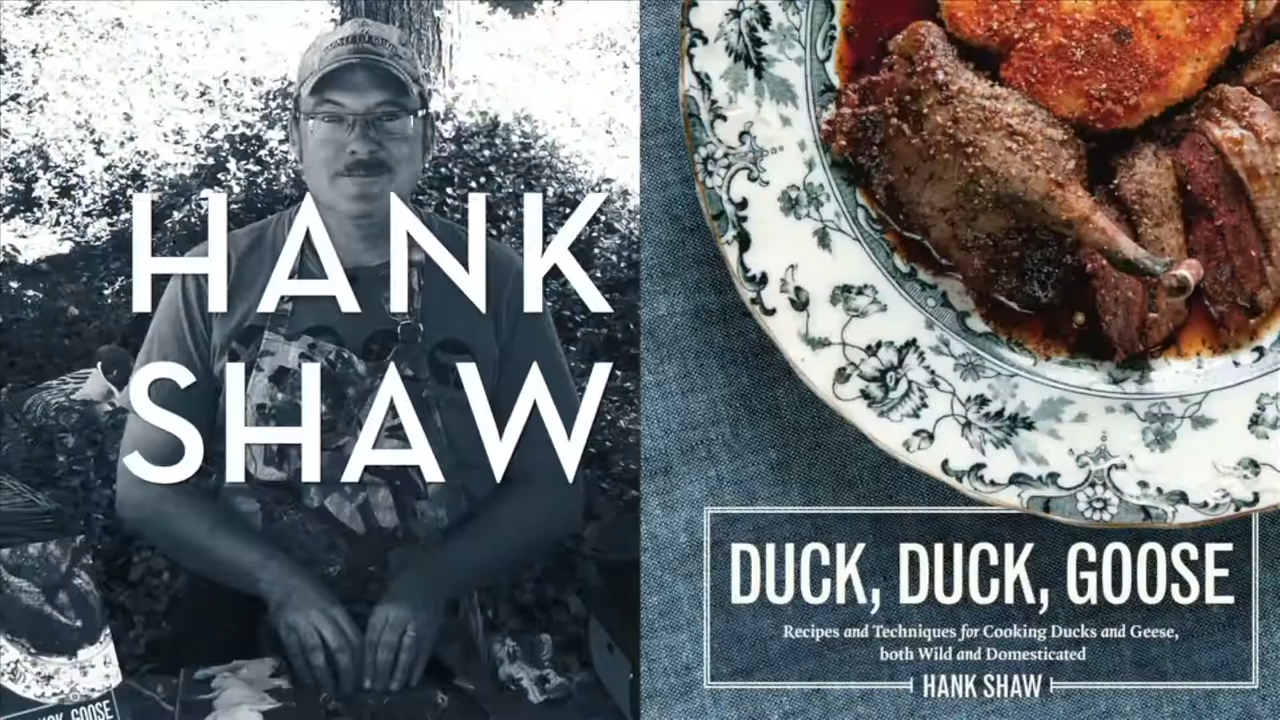 HANK
SHAW
DUCK, DUCK, GOOSE
Recipes and Techniques for Cooking Ducks and Geese,
both Wild and Domesticated
HANK SHAW
GOOSE